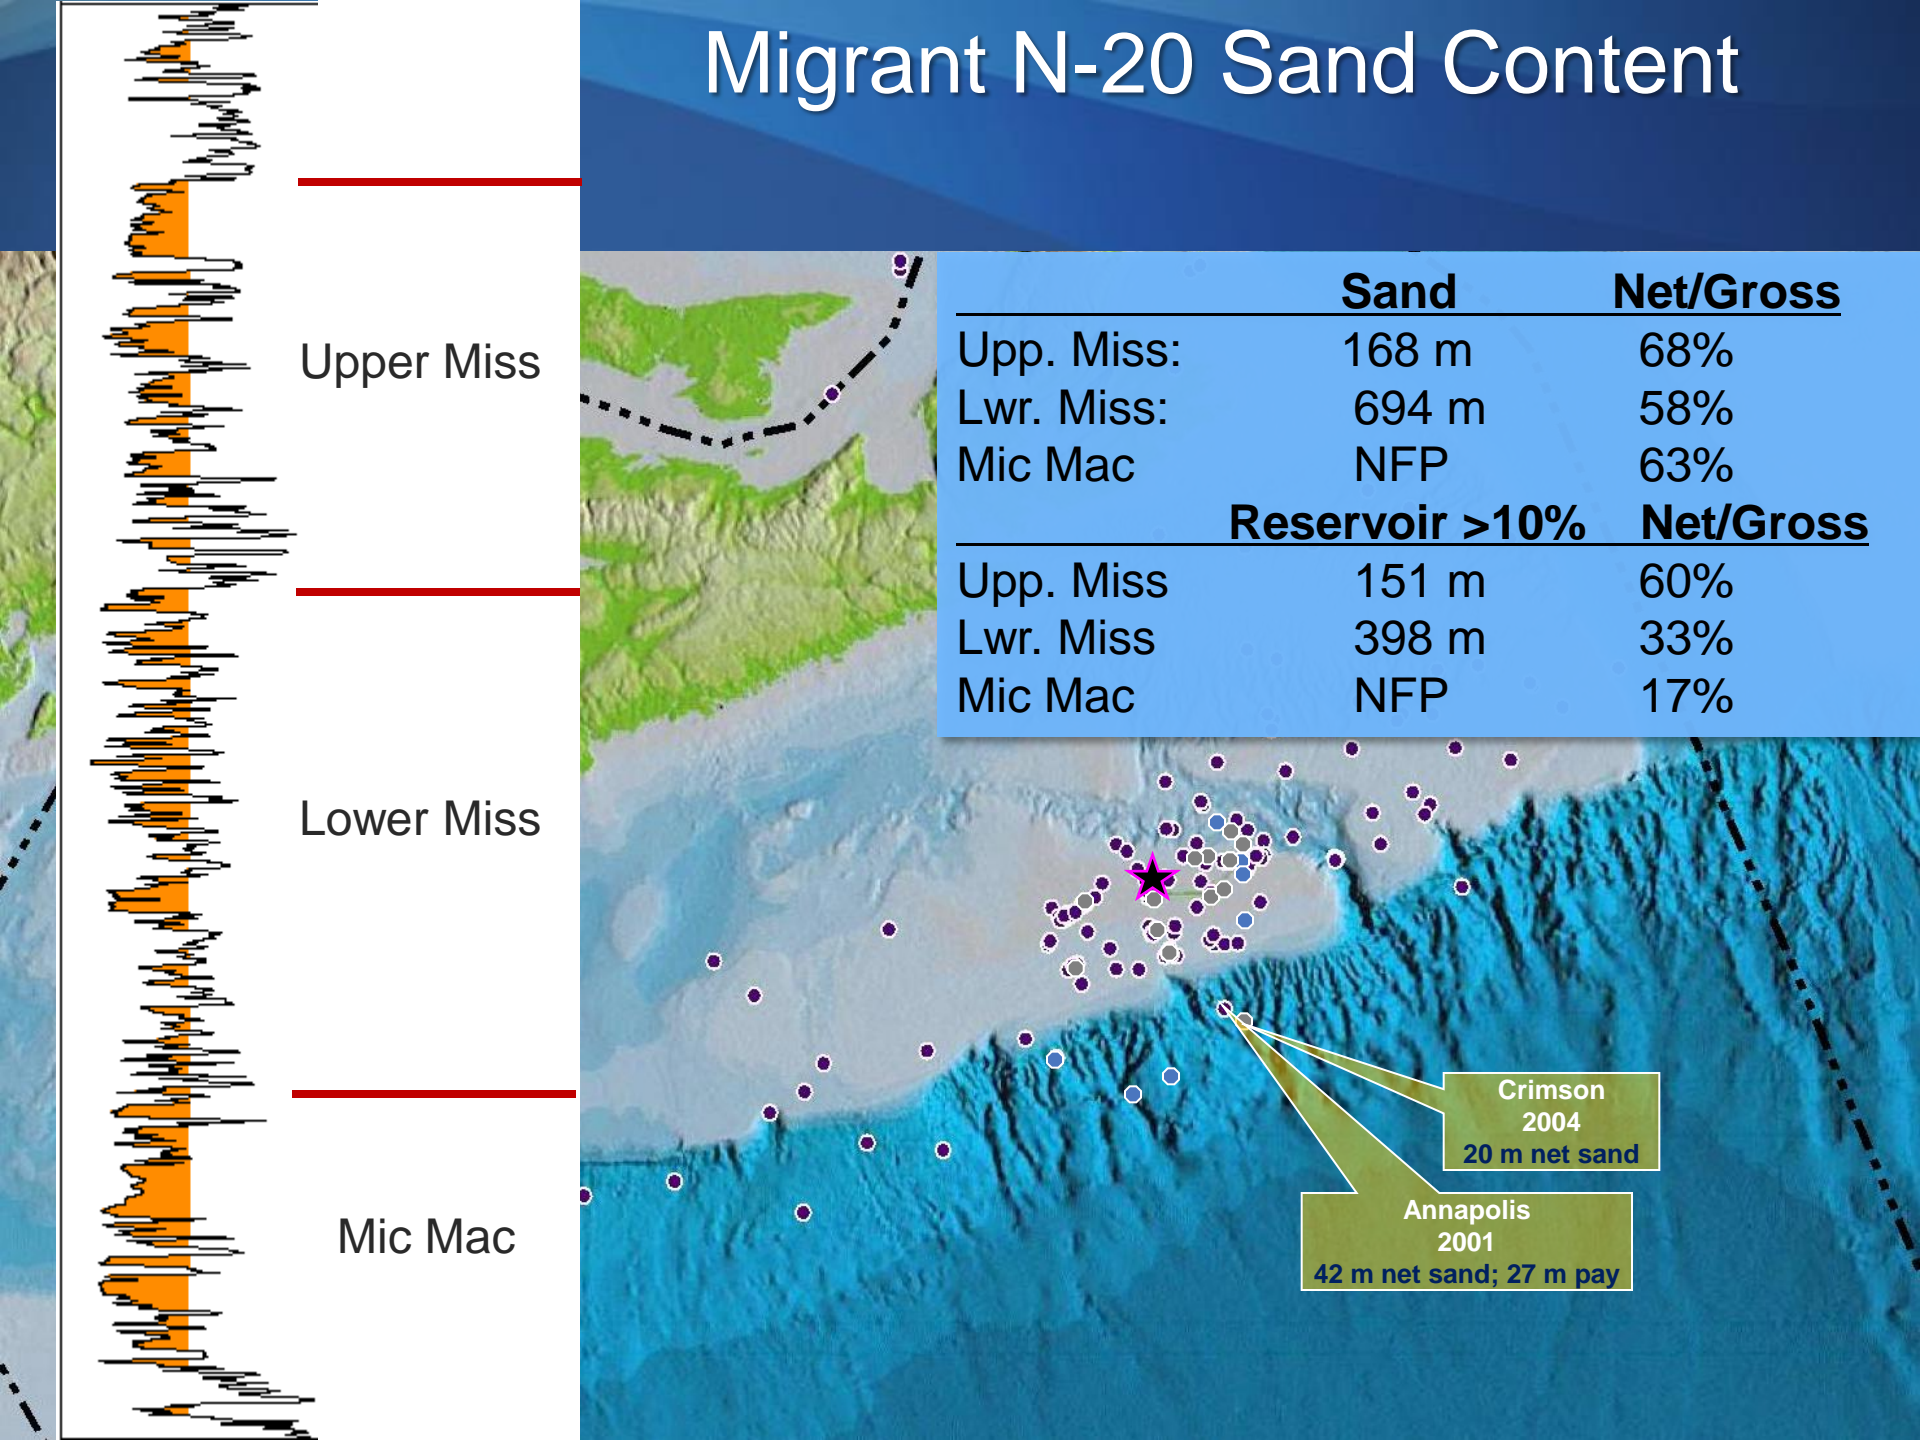 Migrant N-20 Sand Content
Upper Miss
Lower Miss
Mic Mac
Sand Net/Gross
Upp. Miss: 168 m 68%
Lwr. Miss: 694 m 58%
Mic Mac NFP 63%
Reservoir >10% Net/Gross
Upp. Miss 151 m 60%
Lwr. Miss 398 m 33%
Mic Mac NFP 17%
Crimson
2004
20 m net sand
Annapolis
2001
42 m net sand; 27 m pay